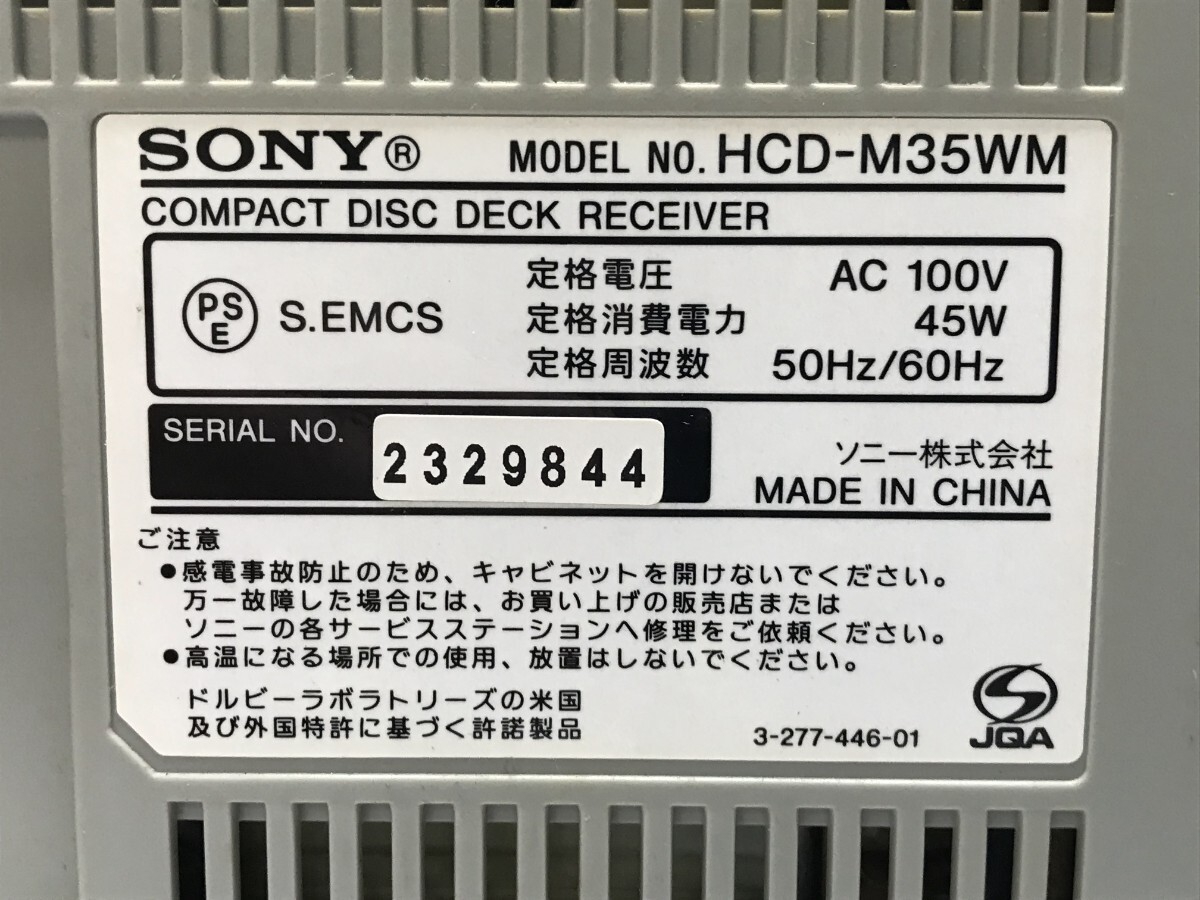 SONY® MODEL NO. HCD-M35WM
COMPACT DISC DECK RECEIVER
PS
E
S.EMCS
定格電圧 AC 100V
定格消費電力 45W
定格周波数 50Hz/60Hz
SERIAL NO. 2329844
ソニー株式会社
MADE IN CHINA
ご注意
●感電事故防止のため、キャビネットを開けないでください。
万一故障した場合には、お買い上げの販売店または
ソニーの各サービスステーションへ修理をご依頼ください。
●高温になる場所での使用、放置はしないでください。
ドルビーラボラトリーズの米国
及び外国特許に基づく許諾製品
3-277-446-01
JQA